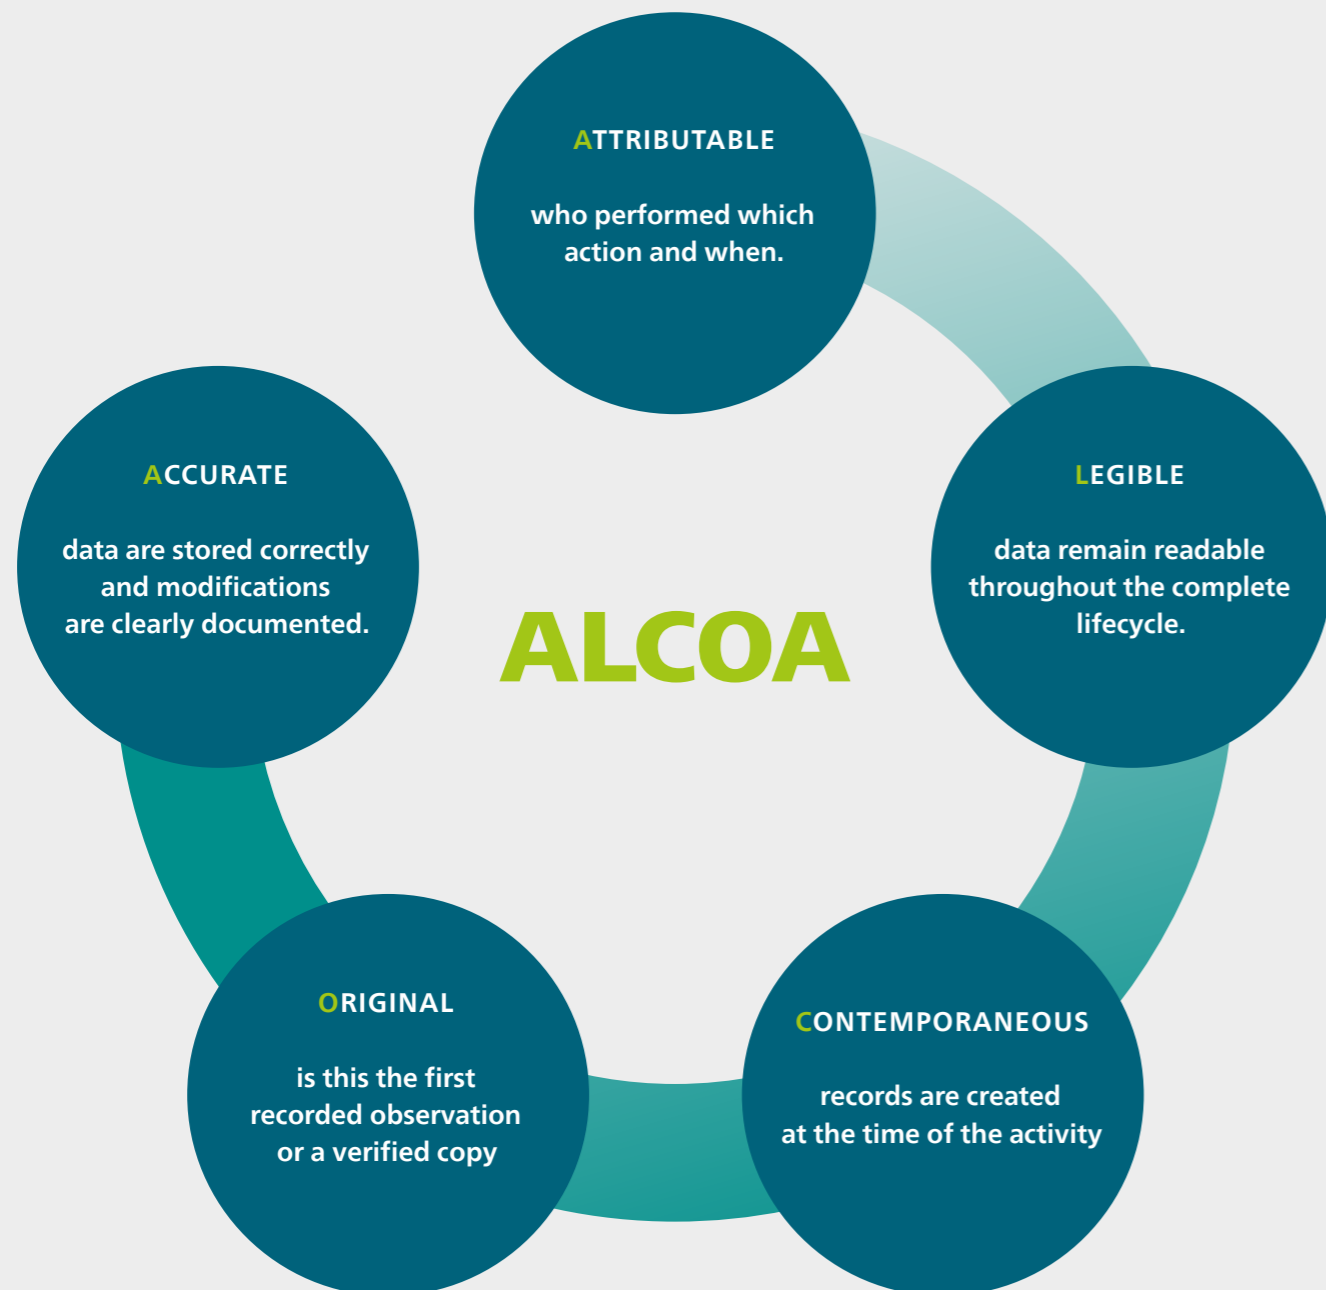 ATTRIBUTABLE
who performed which
action and when.
LEGIBLE
data remain readable
throughout the complete
lifecycle.
CONTEMPORANEOUS
records are created
at the time of the activity
ORIGINAL
is this the first
recorded observation
or a verified copy
ACCURATE
data are stored correctly
and modifications
are clearly documented.
ALCOA